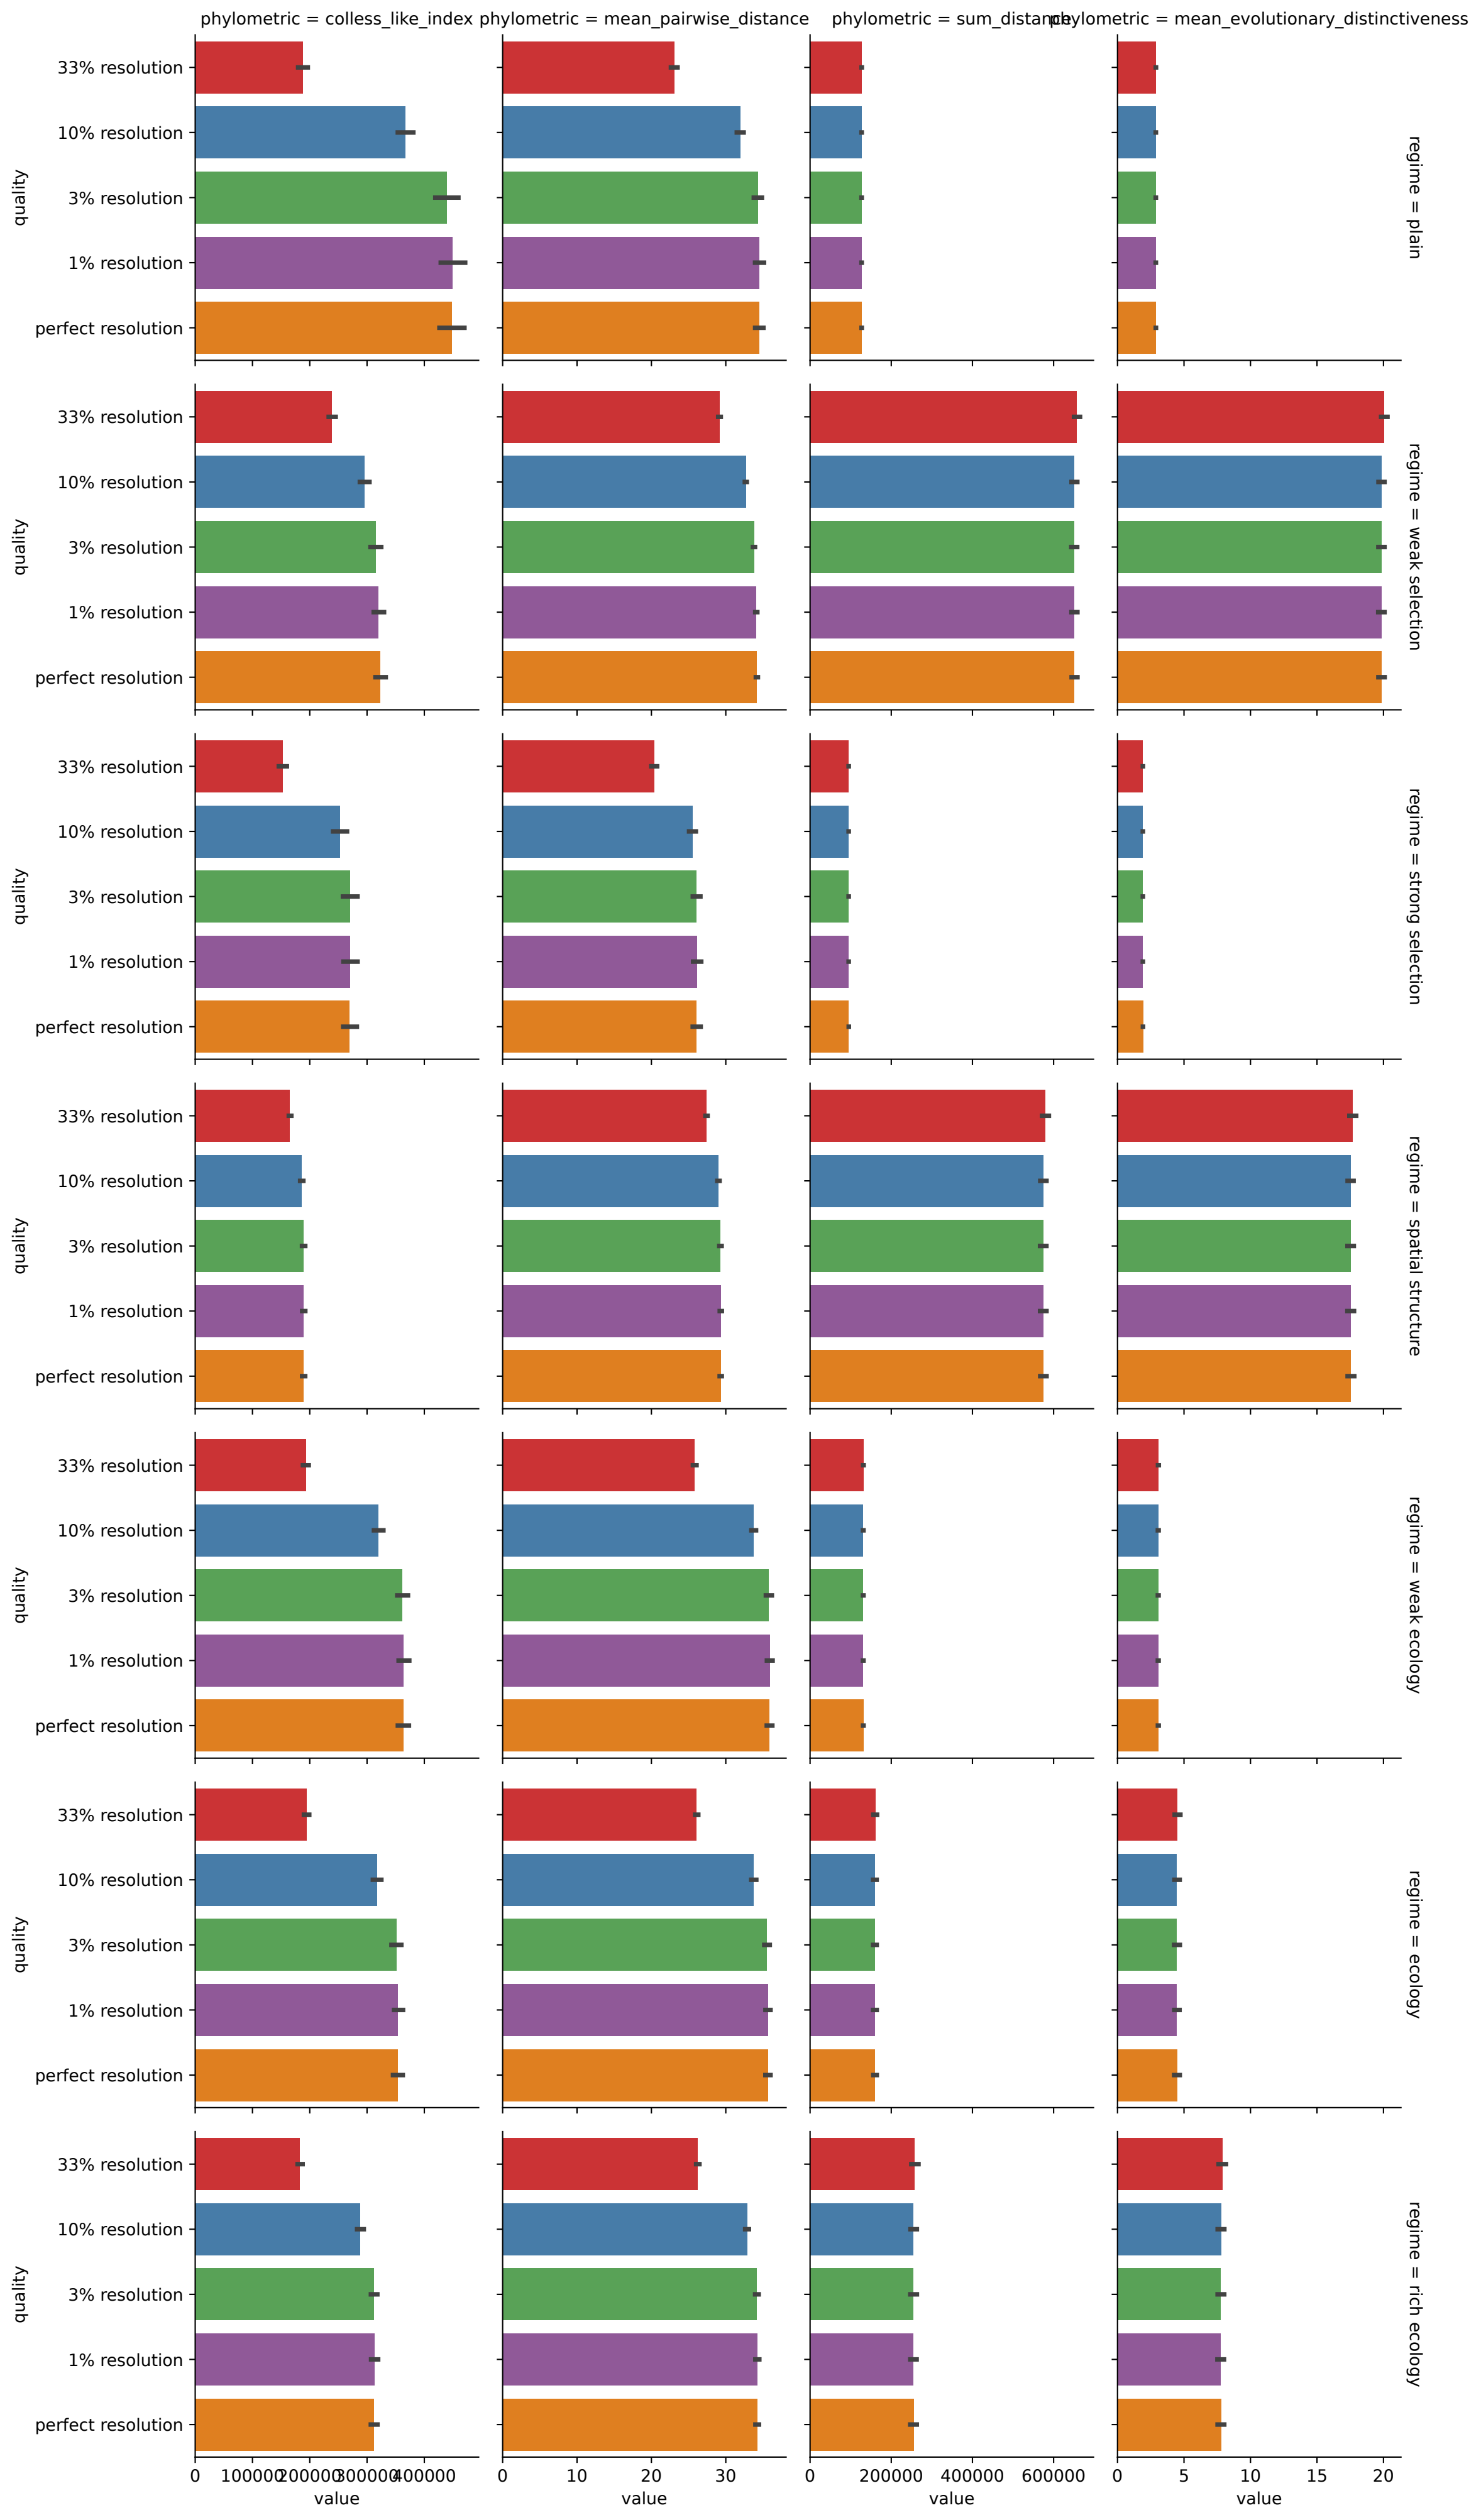 phylometric = colless_like_index phylometric = mean_pairwise_distance phylometric = sum_distance phylometric = mean_evolutionary_distinctiveness
33% resolution
10% resolution
quality
3% resolution
1% resolution
perfect resolution
regime = plain
33% resolution
10% resolution
quality
3% resolution
1% resolution
perfect resolution
regime = weak selection
33% resolution
10% resolution
quality
3% resolution
1% resolution
perfect resolution
regime = strong selection
33% resolution
10% resolution
quality
3% resolution
1% resolution
perfect resolution
regime = spatial structure
33% resolution
10% resolution
quality
3% resolution
1% resolution
perfect resolution
regime = weak ecology
33% resolution
10% resolution
quality
3% resolution
1% resolution
perfect resolution
regime = ecology
33% resolution
10% resolution
quality
3% resolution
1% resolution
perfect resolution
regime = rich ecology
0 100000 200000 300000 400000 0 10 20 30 0 200000 400000 600000 0 5 10 15 20
value value value value